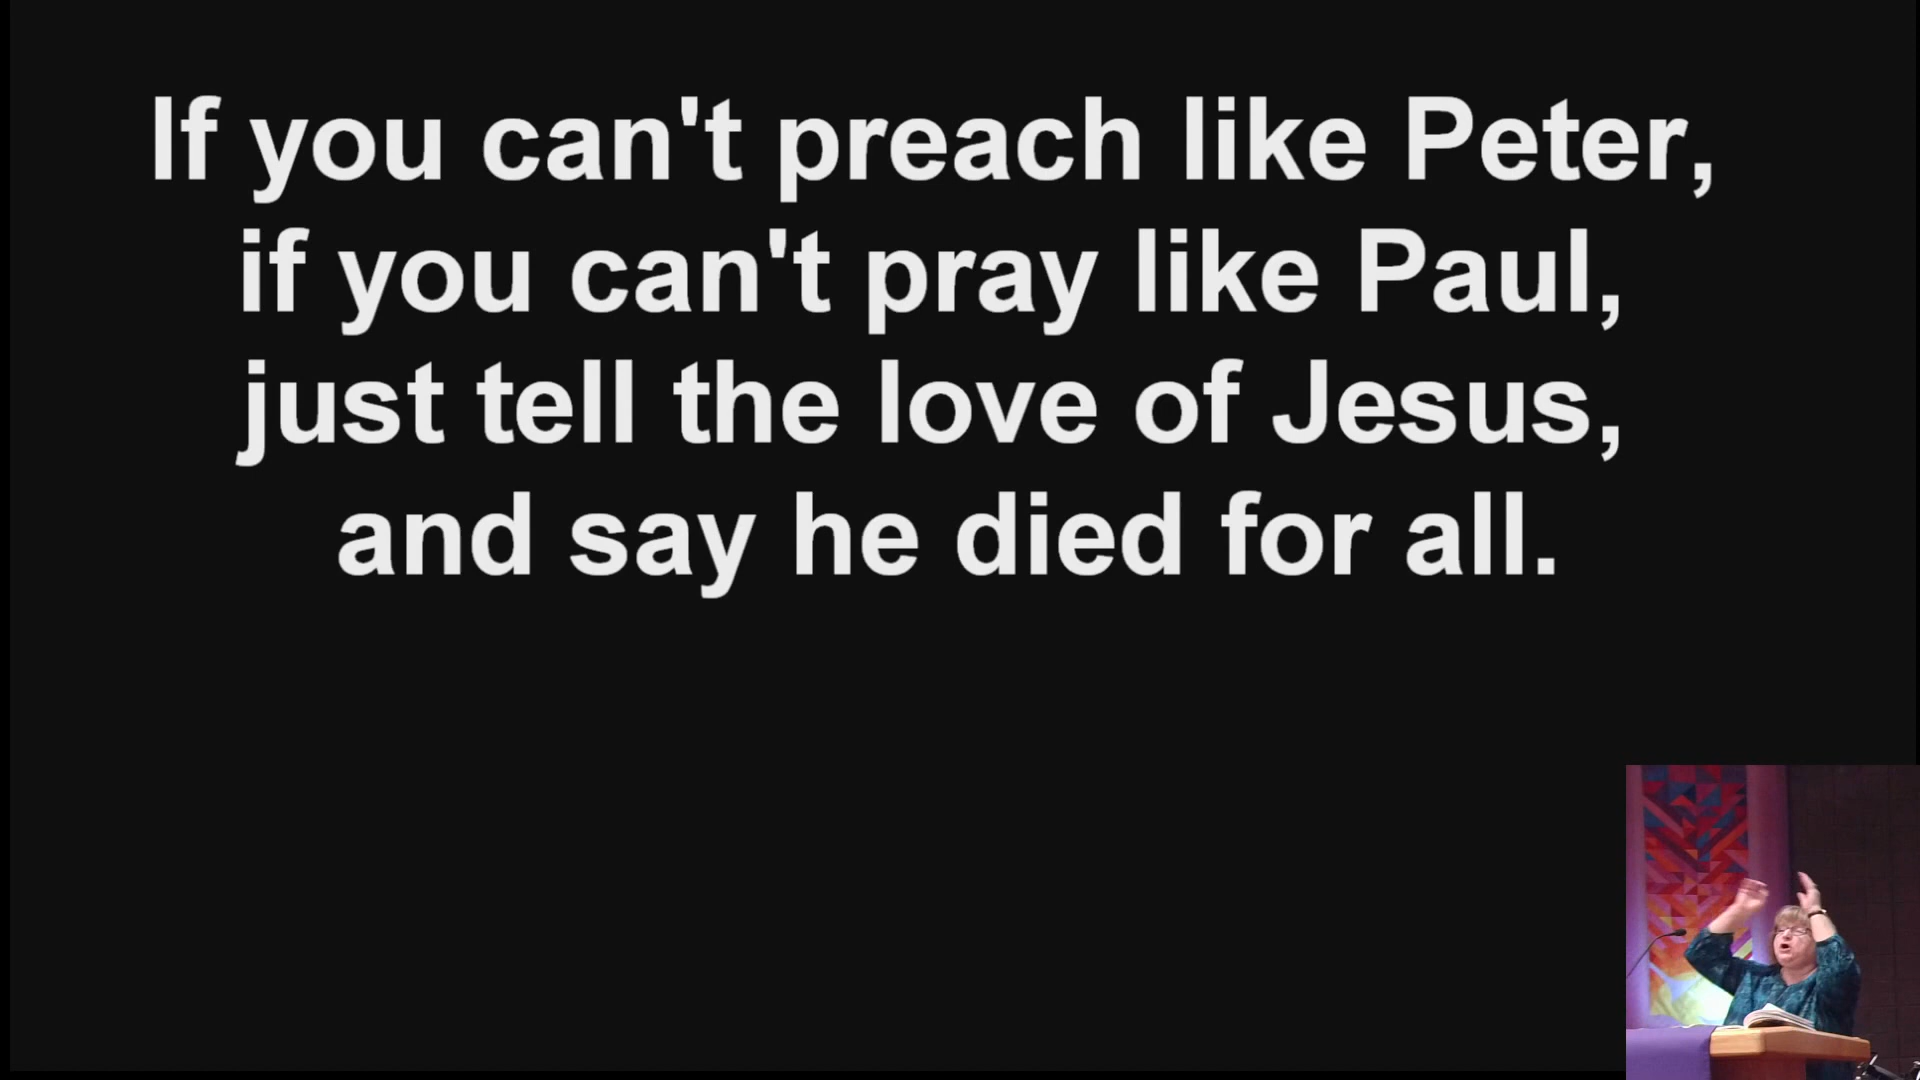 If you can't preach like Peter,
if you can't pray like Paul,
just tell the love of Jesus,
and say he died for all.